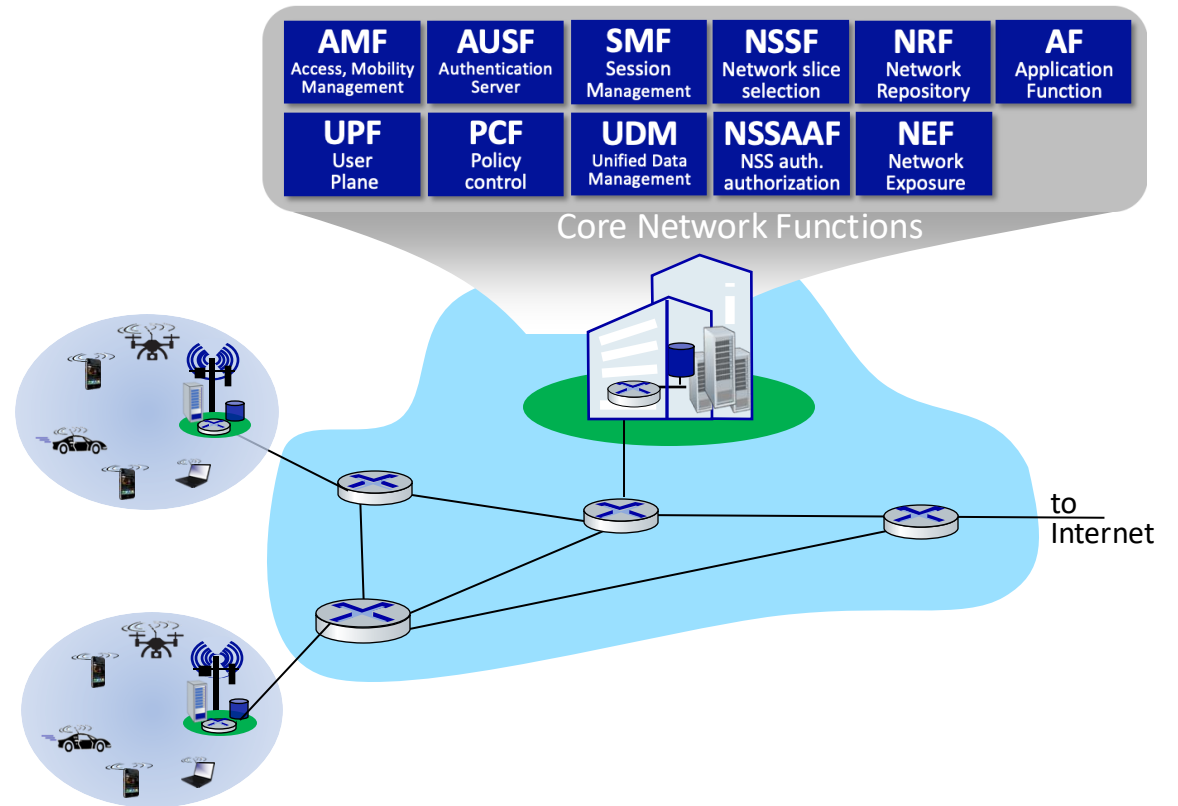 AMF
Access, Mobility
Management
AUSF
Authentication
Server
SMF
Session
Management
NSSF
Network slice
selection
NRF
Network
Repository
AF
Application
Function
UPF
User
Plane
PCF
Policy
control
UDM
Unified Data
Management
NSSAAF
NSS auth.
authorization
NEF
Network
Exposure
Core Network Functions
to
Internet